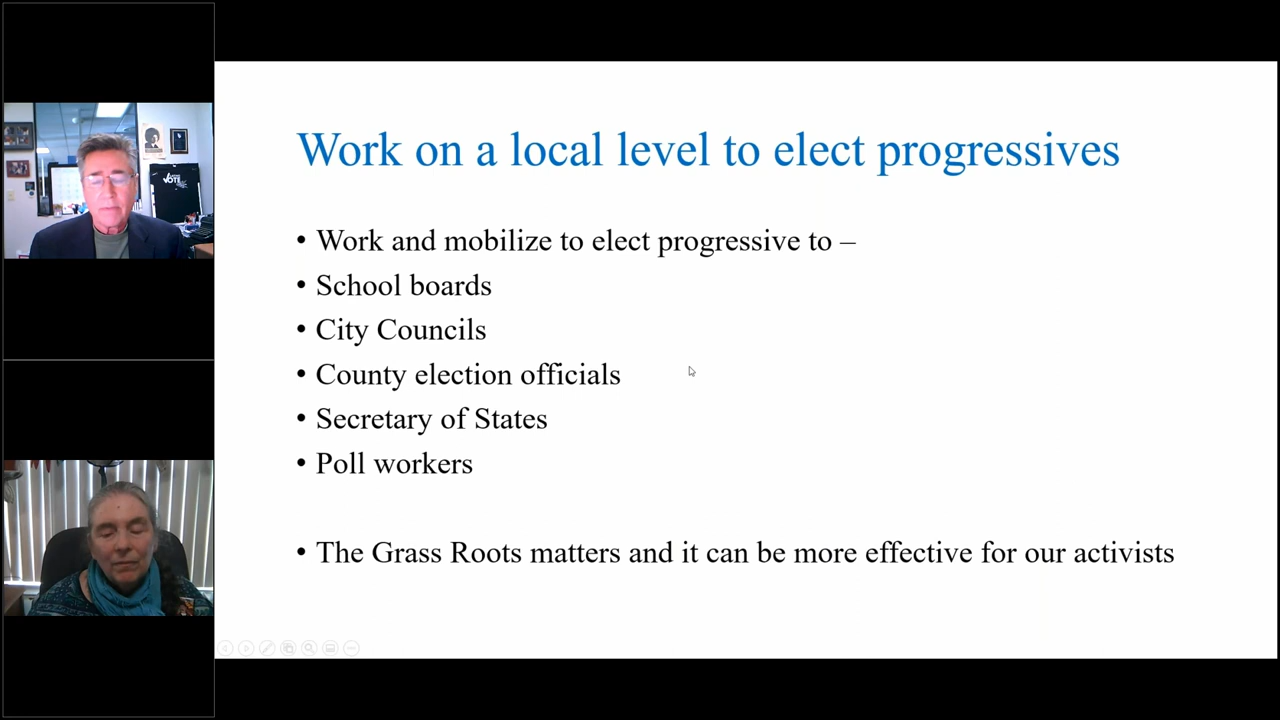 VOTE
Work on a local level to elect progressives
• Work and mobilize to elect progressive to –
• School boards
• City Councils
• County election officials
• Secretary of States
• Poll workers
• The Grass Roots matters and it can be more effective for our activists